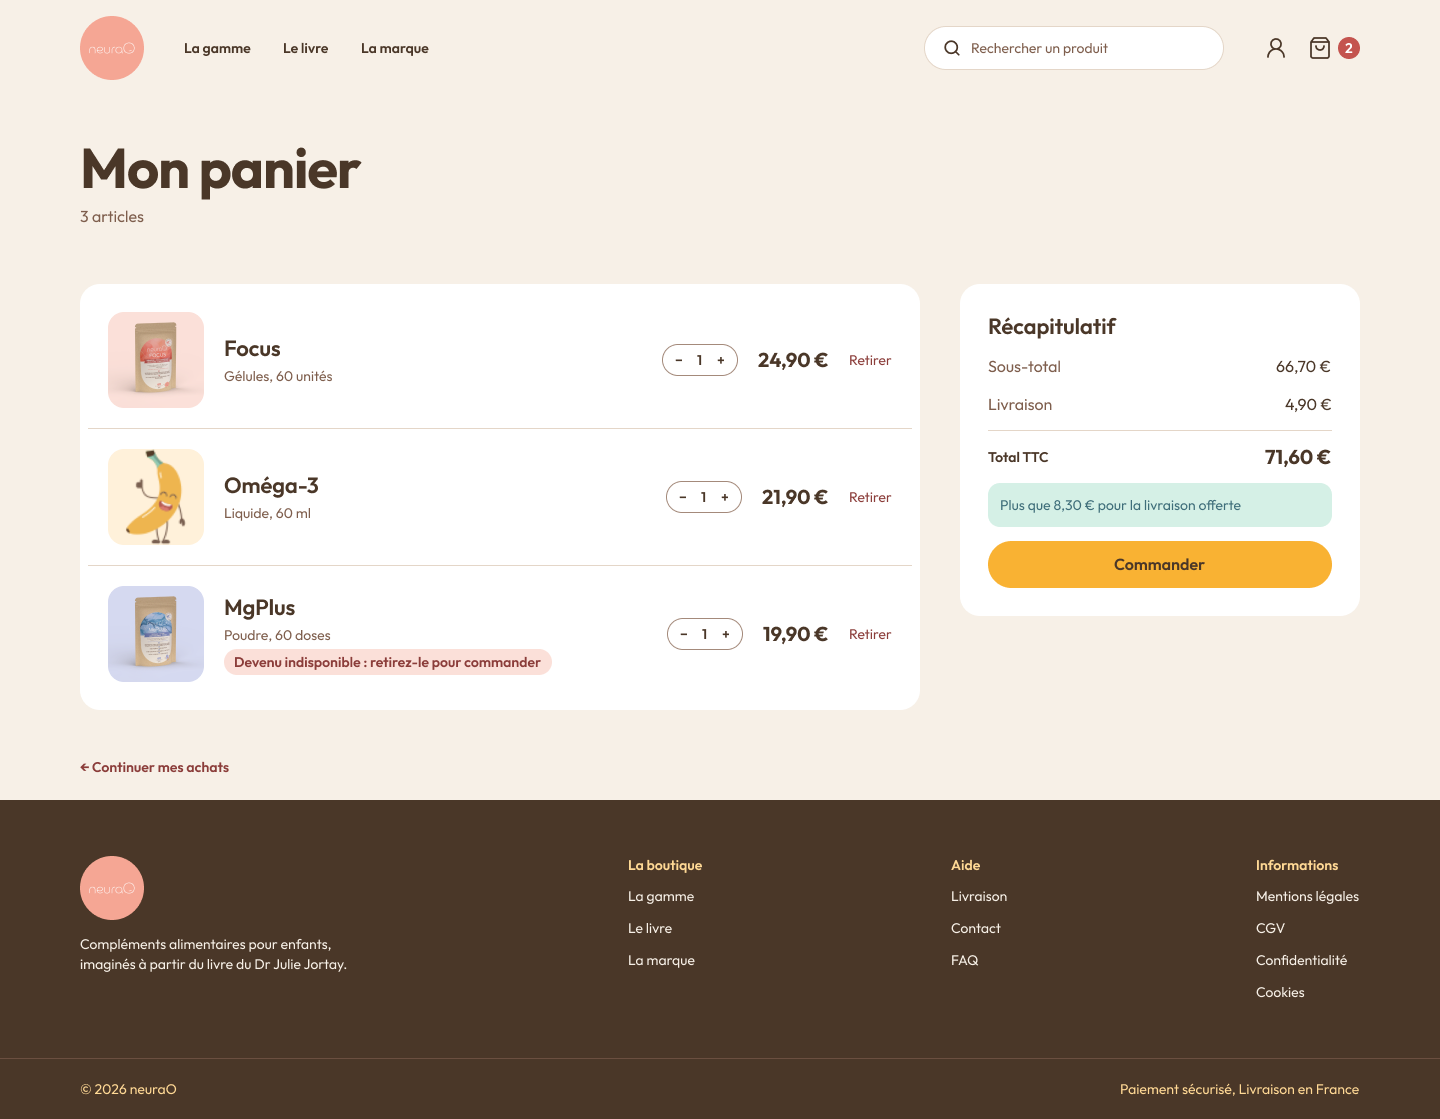 neuraO
La gamme
Le livre
La marque
Rechercher un produit
2
Mon panier
3 articles
Focus
Gélules, 60 unités
- 1 +
24,90 €
Retirer
Oméga-3
Liquide, 60 ml
- 1 +
21,90 €
Retirer
MgPlus
Poudre, 60 doses
Devenu indisponible : retirez-le pour commander
- 1 +
19,90 €
Retirer
Récapitulatif
Sous-total 66,70 €
Livraison 4,90 €
Total TTC 71,60 €
Plus que 8,30 € pour la livraison offerte
Commander
← Continuer mes achats
neuraO
Compléments alimentaires pour enfants,
imaginés à partir du livre du Dr Julie Jortay.
La boutique
La gamme
Le livre
La marque
Aide
Livraison
Contact
FAQ
Informations
Mentions légales
CGV
Confidentialité
Cookies
© 2026 neuraO
Paiement sécurisé, Livraison en France